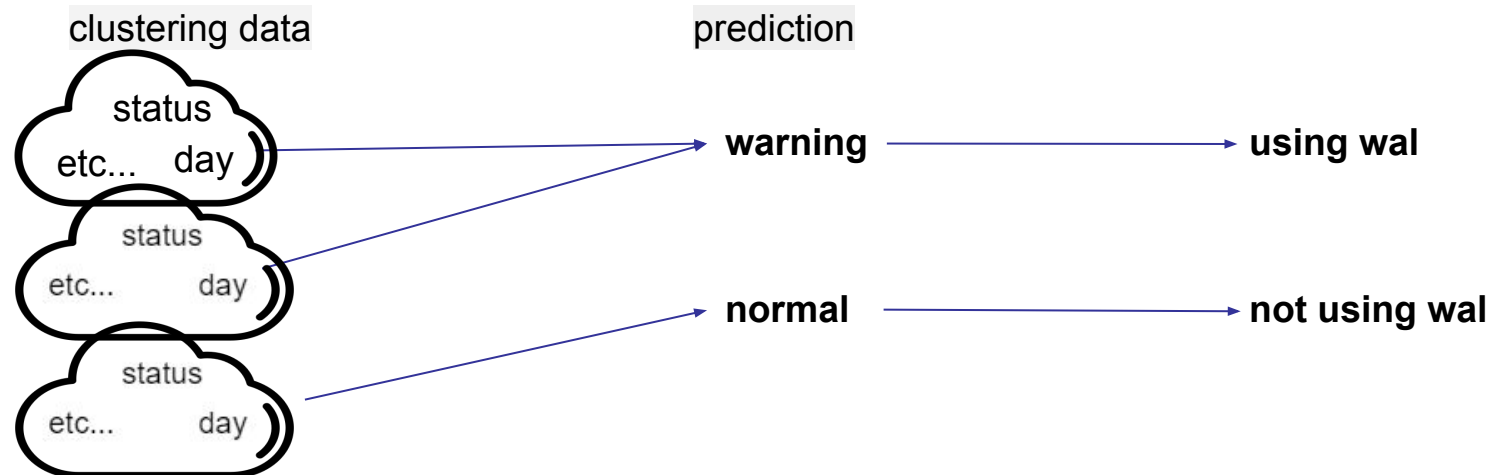 clustering data prediction
status
etc... day
warning using wal
status
etc... day
normal not using wal
status
etc... day